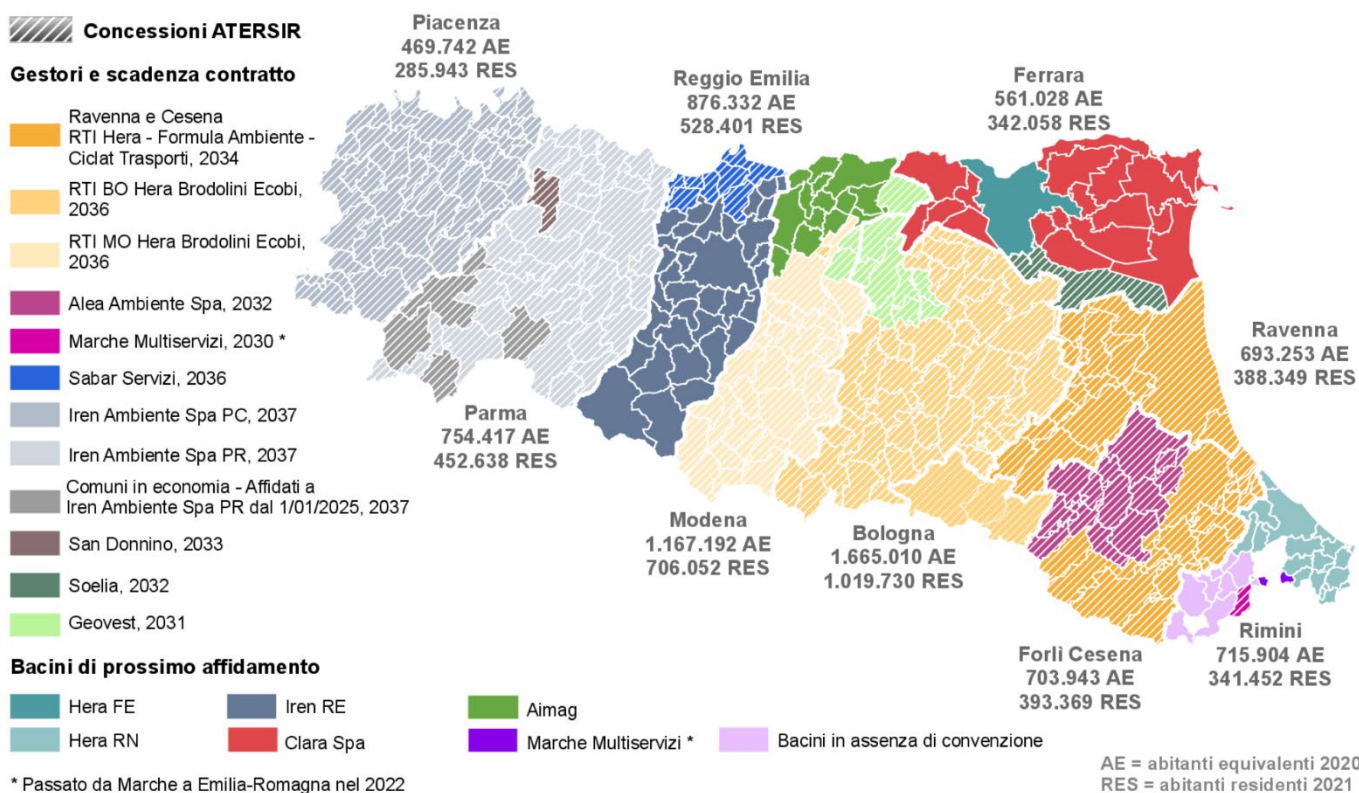 Concessioni ATERSIR
Gestori e scadenza contratto
Ravenna e Cesena
RTI Hera - Formula Ambiente -
Ciclat Trasporti, 2034
RTI BO Hera Brodolini Ecobi,
2036
RTI MO Hera Brodolini Ecobi,
2036
Alea Ambiente Spa, 2032
Marche Multiservizi, 2030 *
Sabar Servizi, 2036
Iren Ambiente Spa PC, 2037
Iren Ambiente Spa PR, 2037
Comuni in economia - Affidati a
Iren Ambiente Spa PR dal 1/01/2025, 2037
San Donnino, 2033
Soelia, 2032
Geovest, 2031
Piacenza
469.742 AE
285.943 RES
Reggio Emilia
876.332 AE
528.401 RES
Ferrara
561.028 AE
342.058 RES
Ravenna
693.253 AE
388.349 RES
Parma
754.417 AE
452.638 RES
Modena
1.167.192 AE
706.052 RES
Bologna
1.665.010 AE
1.019.730 RES
Forlì Cesena
703.943 AE
393.369 RES
Rimini
715.904 AE
341.452 RES
Bacini di prossimo affidamento
Hera FE
Iren RE
Aimag
Hera RN
Clara Spa
Marche Multiservizi *
Bacini in assenza di convenzione
* Passato da Marche a Emilia-Romagna nel 2022
AE = abitanti equivalenti 2020
RES = abitanti residenti 2021